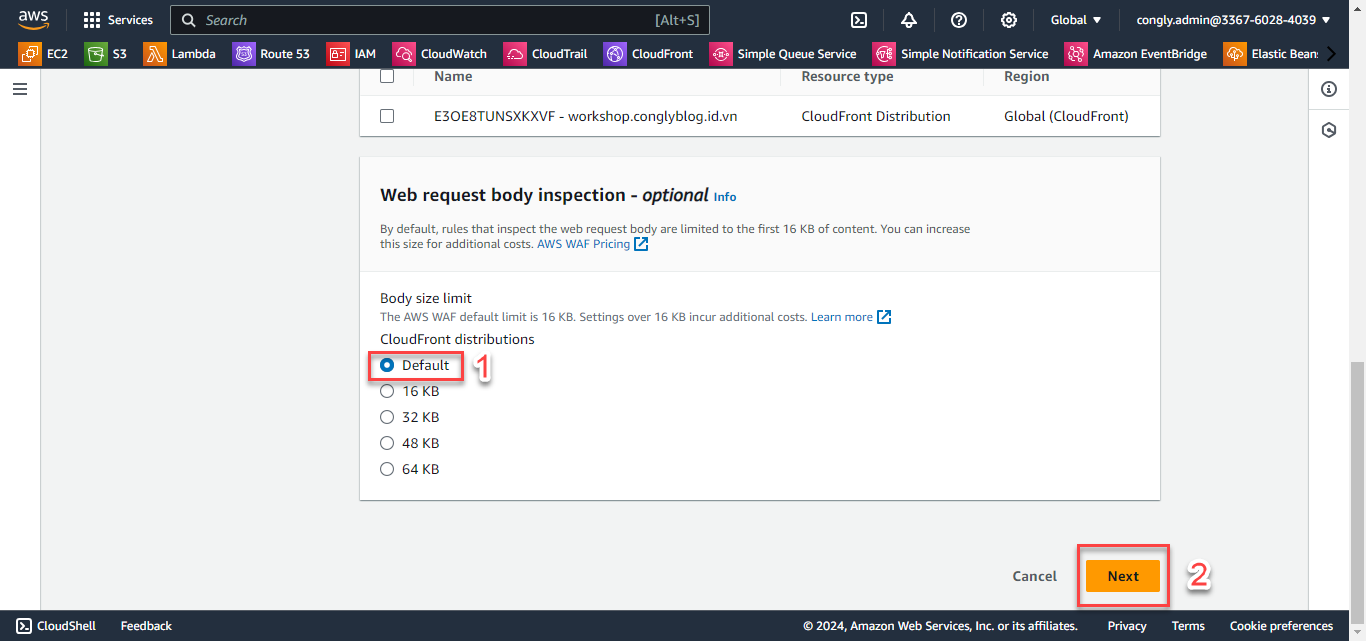 aws Services Search [Alt+S] Global congly.admin@3367-6028-4039
EC2 S3 Lambda Route 53 IAM CloudWatch CloudTrail CloudFront Simple Queue Service Simple Notification Service Amazon EventBridge Elastic Beans
Name Resource type Region
E3OE8TUNSXKXVF - workshop.conglyblog.id.vn CloudFront Distribution Global (CloudFront)
Web request body inspection - optional Info
By default, rules that inspect the web request body are limited to the first 16 KB of content. You can increase
this size for additional costs. AWS WAF Pricing
Body size limit
The AWS WAF default limit is 16 KB. Settings over 16 KB incur additional costs. Learn more
CloudFront distributions
Default 1
16 KB
32 KB
48 KB
64 KB
Cancel Next 2
CloudShell Feedback © 2024, Amazon Web Services, Inc. or its affiliates. Privacy Terms Cookie preferences